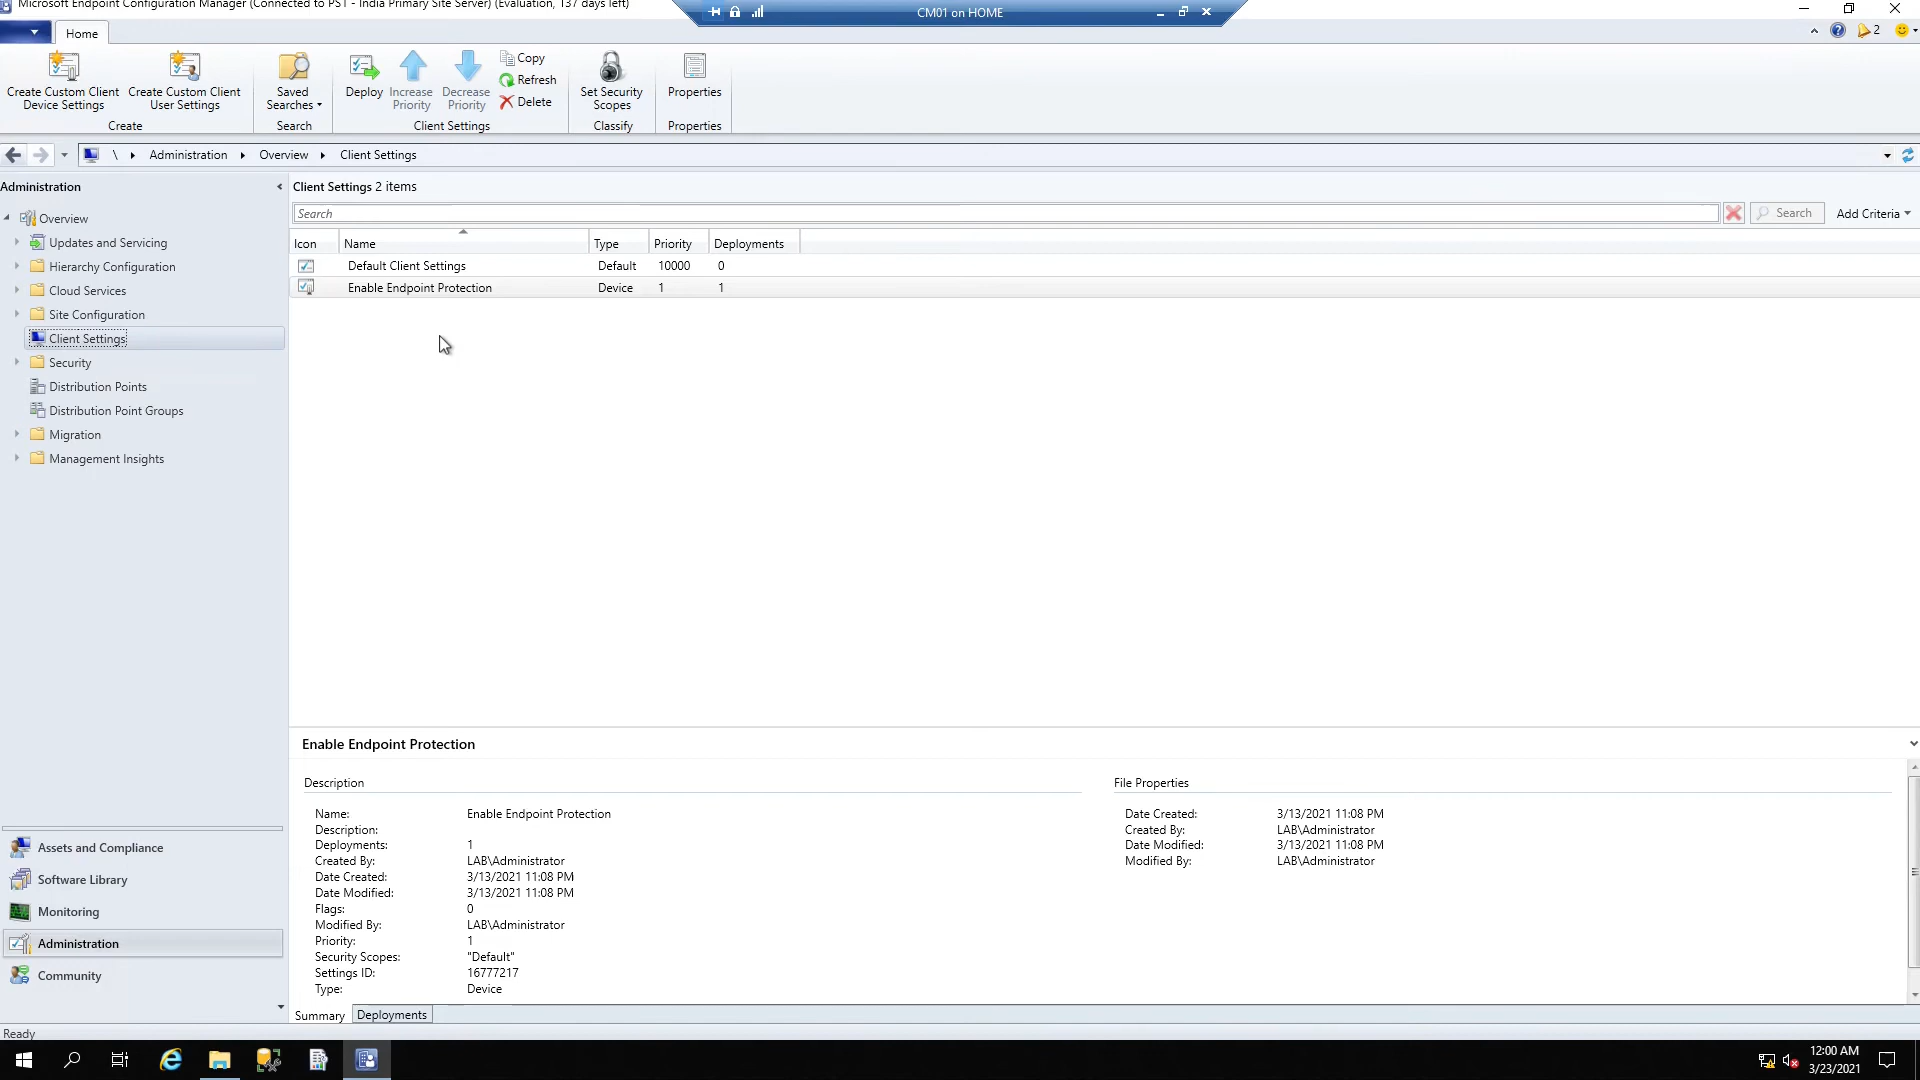 Microsoft Endpoint Configuration Manager (Connected to PST - India Primary Site Server) (Evaluation, 137 days left)
CM01 on HOME
Home
2
Create Custom Client
Device Settings
Create Custom Client
User Settings
Saved
Searches
Deploy
Increase
Priority
Decrease
Priority
Copy
Refresh
Delete
Set Security
Scopes
Properties
Create
Search
Client Settings
Classify
Properties
\ Administration Overview Client Settings
Administration
Overview
Updates and Servicing
Hierarchy Configuration
Cloud Services
Site Configuration
Client Settings
Security
Distribution Points
Distribution Point Groups
Migration
Management Insights
Assets and Compliance
Software Library
Monitoring
Administration
Community
Client Settings 2 items
Search
Search
Add Criteria
Icon Name Type Priority Deployments
Default Client Settings Default 10000 0
Enable Endpoint Protection Device 1 1
Enable Endpoint Protection
Description
Name: Enable Endpoint Protection
Description:
Deployments: 1
Created By: LAB\Administrator
Date Created: 3/13/2021 11:08 PM
Date Modified: 3/13/2021 11:08 PM
Flags: 0
Modified By: LAB\Administrator
Priority: 1
Security Scopes: "Default"
Settings ID: 16777217
Type: Device
File Properties
Date Created: 3/13/2021 11:08 PM
Created By: LAB\Administrator
Date Modified: 3/13/2021 11:08 PM
Modified By: LAB\Administrator
Summary Deployments
Ready
12:00 AM
3/23/2021